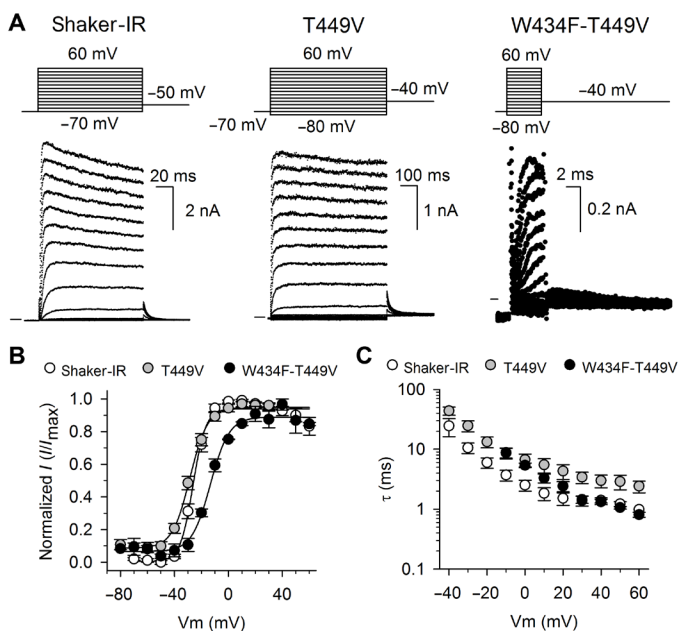 A
Shaker-IR
T449V
W434F-T449V
60 mV
60 mV
60 mV
−50 mV
−40 mV
−40 mV
−70 mV
−70 mV
−80 mV
−80 mV
20 ms
2 nA
100 ms
1 nA
2 ms
0.2 nA
B
Shaker-IR
T449V
W434F-T449V
Normalized I (I/Imax)
1.0
0.8
0.6
0.4
0.2
0.0
−80
−40
0
40
Vm (mV)
C
Shaker-IR
T449V
W434F-T449V
τ (ms)
100
10
1
0.1
−40
−20
0
20
40
60
Vm (mV)